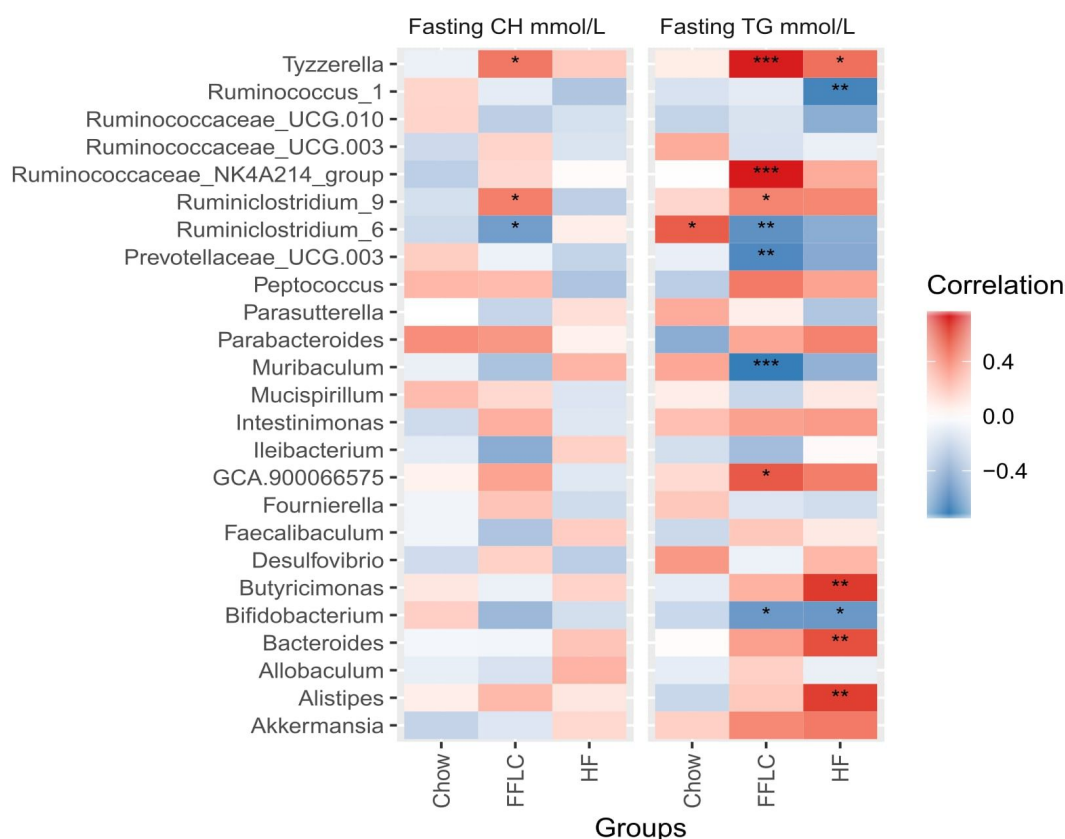 Fasting CH mmol/L Fasting TG mmol/L
Tyzzerella * *** *
Ruminococcus_1 **
Ruminococcaceae_UCG.010
Ruminococcaceae_UCG.003
Ruminococcaceae_NK4A214_group ***
Ruminiclostridium_9 * *
Ruminiclostridium_6 * * **
Prevotellaceae_UCG.003 **
Peptococcus
Parasutterella
Parabacteroides
Muribaculum ***
Mucispirillum
Intestinimonas
Ileibacterium
GCA.900066575 *
Fournierella
Faecalibaculum
Desulfovibrio
Butyricimonas **
Bifidobacterium * *
Bacteroides **
Allobaculum
Alistipes **
Akkermansia
Chow FFLC HF Chow FFLC HF
Groups
Correlation
0.4
0.0
−0.4